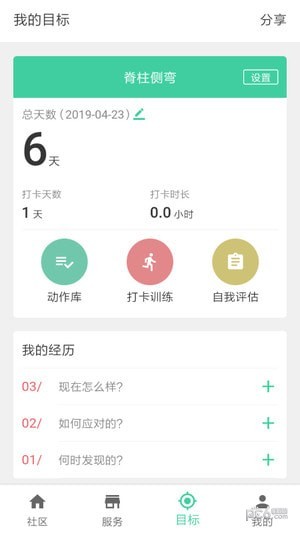 我的目标 分享
脊柱侧弯 设置
总天数 (2019-04-23)
6天
打卡天数 打卡时长
1 天 0.0 小时
动作库 打卡训练 自我评估
我的经历
03/ 现在怎么样? +
02/ 如何应对的? +
01/ 何时发现的? +
社区 服务 目标 我的